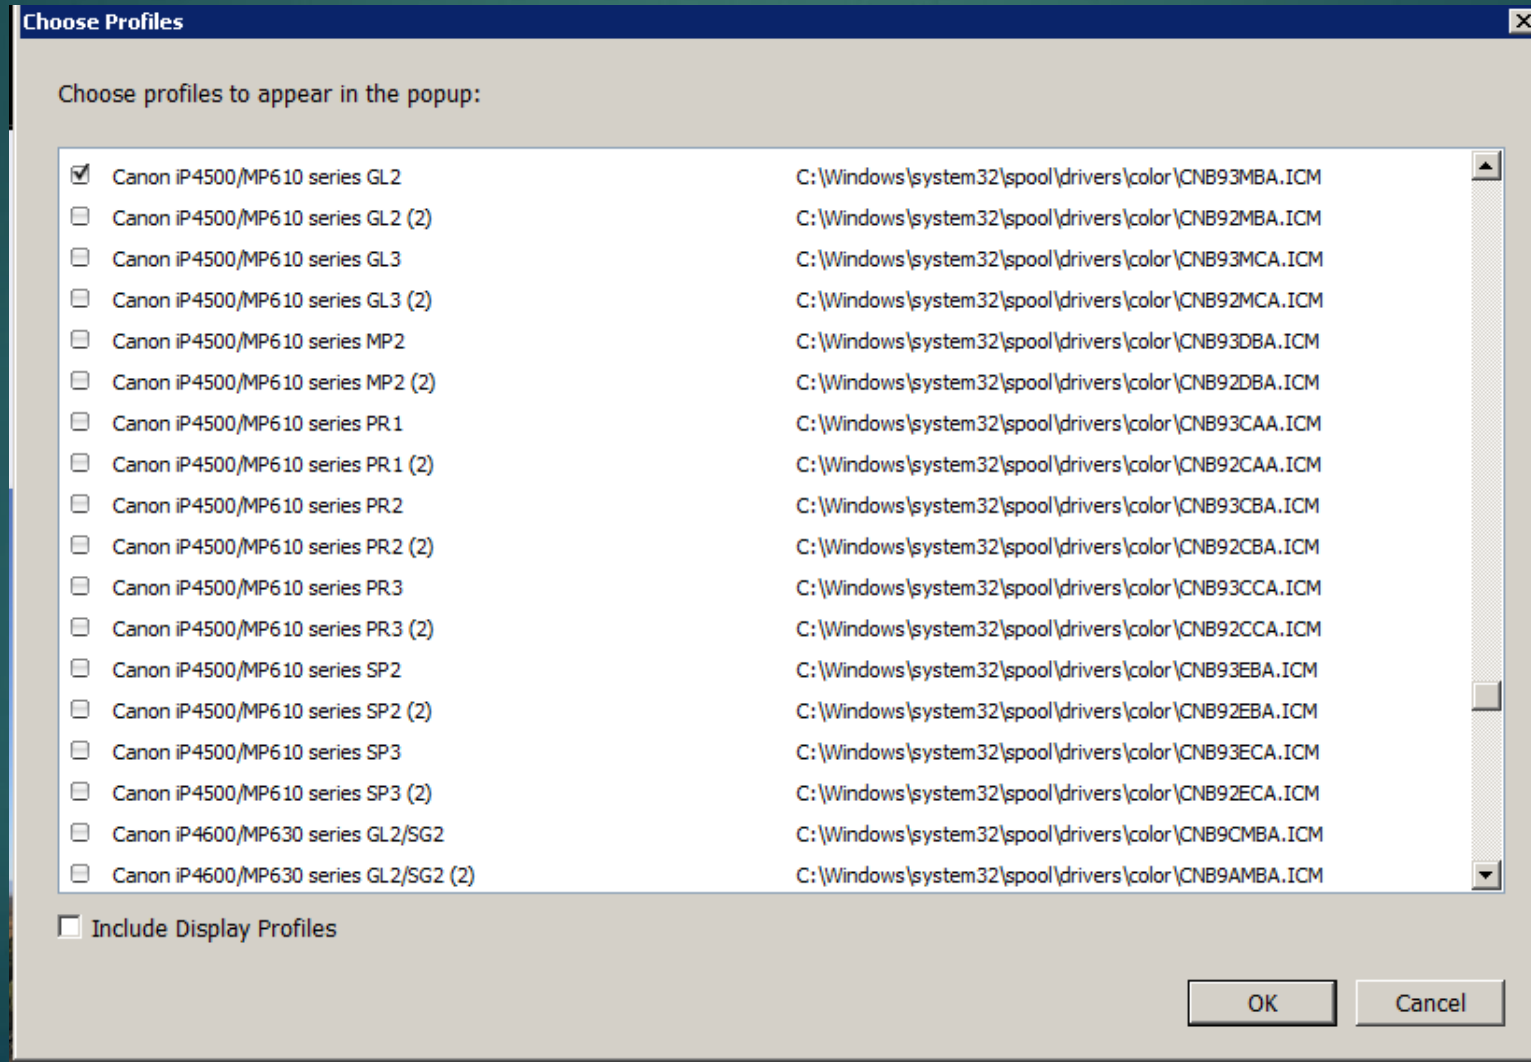 Choose Profiles
Choose profiles to appear in the popup:
Canon iP4500/MP610 series GL2 C:\Windows\system32\spool\drivers\color\CNB93MBA.ICM
Canon iP4500/MP610 series GL2 (2) C:\Windows\system32\spool\drivers\color\CNB92MBA.ICM
Canon iP4500/MP610 series GL3 C:\Windows\system32\spool\drivers\color\CNB93MCA.ICM
Canon iP4500/MP610 series GL3 (2) C:\Windows\system32\spool\drivers\color\CNB92MCA.ICM
Canon iP4500/MP610 series MP2 C:\Windows\system32\spool\drivers\color\CNB93DBA.ICM
Canon iP4500/MP610 series MP2 (2) C:\Windows\system32\spool\drivers\color\CNB92DBA.ICM
Canon iP4500/MP610 series PR1 C:\Windows\system32\spool\drivers\color\CNB93CAA.ICM
Canon iP4500/MP610 series PR1 (2) C:\Windows\system32\spool\drivers\color\CNB92CAA.ICM
Canon iP4500/MP610 series PR2 C:\Windows\system32\spool\drivers\color\CNB93CBA.ICM
Canon iP4500/MP610 series PR2 (2) C:\Windows\system32\spool\drivers\color\CNB92CBA.ICM
Canon iP4500/MP610 series PR3 C:\Windows\system32\spool\drivers\color\CNB93CCA.ICM
Canon iP4500/MP610 series PR3 (2) C:\Windows\system32\spool\drivers\color\CNB92CCA.ICM
Canon iP4500/MP610 series SP2 C:\Windows\system32\spool\drivers\color\CNB93EBA.ICM
Canon iP4500/MP610 series SP2 (2) C:\Windows\system32\spool\drivers\color\CNB92EBA.ICM
Canon iP4500/MP610 series SP3 C:\Windows\system32\spool\drivers\color\CNB93ECA.ICM
Canon iP4500/MP610 series SP3 (2) C:\Windows\system32\spool\drivers\color\CNB92ECA.ICM
Canon iP4600/MP630 series GL2/SG2 C:\Windows\system32\spool\drivers\color\CNB9CMBA.ICM
Canon iP4600/MP630 series GL2/SG2 (2) C:\Windows\system32\spool\drivers\color\CNB9AMBA.ICM
Include Display Profiles
OK Cancel